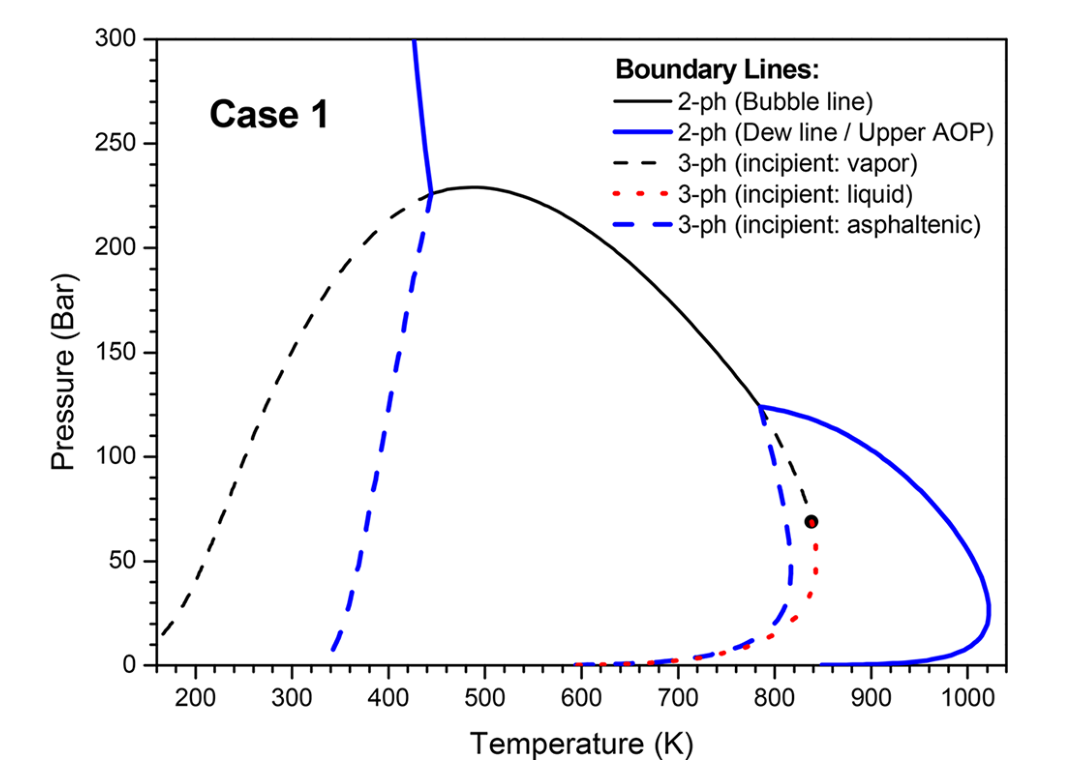 300
250
200
150
100
50
0
Pressure (Bar)
Case 1
Boundary Lines:
2-ph (Bubble line)
2-ph (Dew line / Upper AOP)
3-ph (incipient: vapor)
3-ph (incipient: liquid)
3-ph (incipient: asphaltenic)
200 300 400 500 600 700 800 900 1000
Temperature (K)